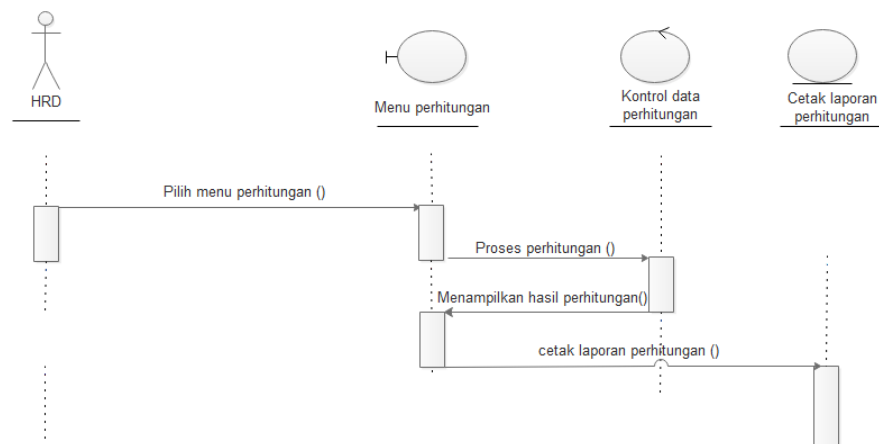 HRD
Menu perhitungan
Kontrol data
perhitungan
Cetak laporan
perhitungan
Pilih menu perhitungan ()
Proses perhitungan ()
Menampilkan hasil perhitungan()
cetak laporan perhitungan ()